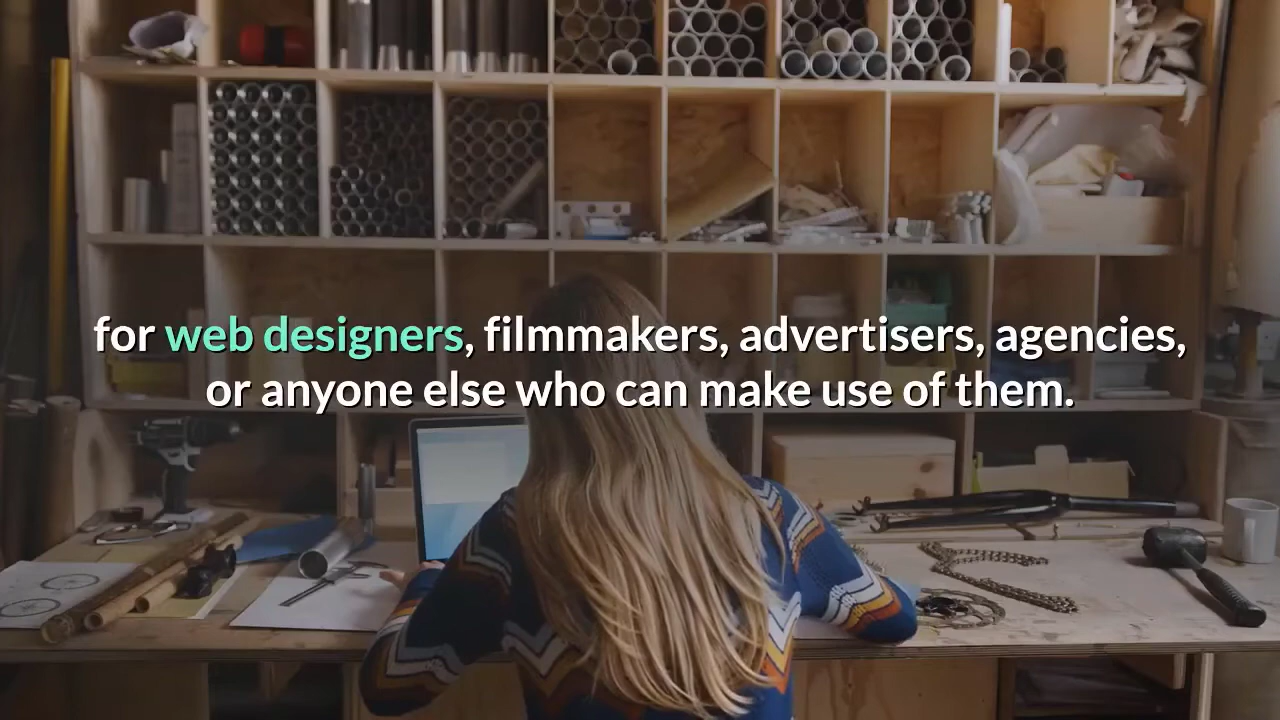 for web designers, filmmakers, advertisers, agencies,
or anyone else who can make use of them.